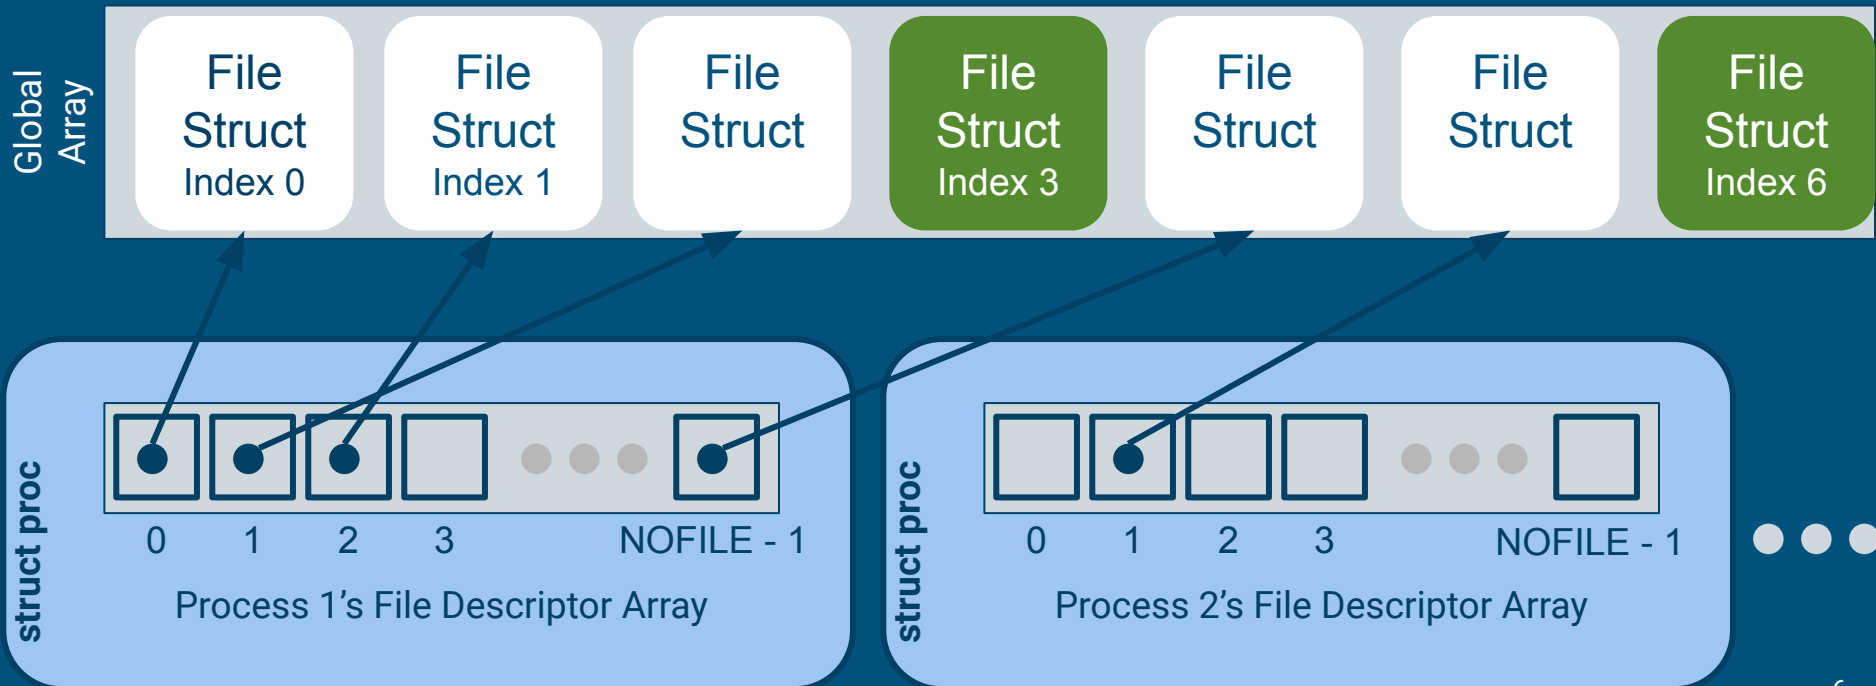 Global
Array
File
Struct
Index 0
File
Struct
Index 1
File
Struct
File
Struct
Index 3
File
Struct
File
Struct
File
Struct
Index 6
struct proc
0 1 2 3 NOFILE - 1
Process 1’s File Descriptor Array
struct proc
0 1 2 3 NOFILE - 1
Process 2’s File Descriptor Array